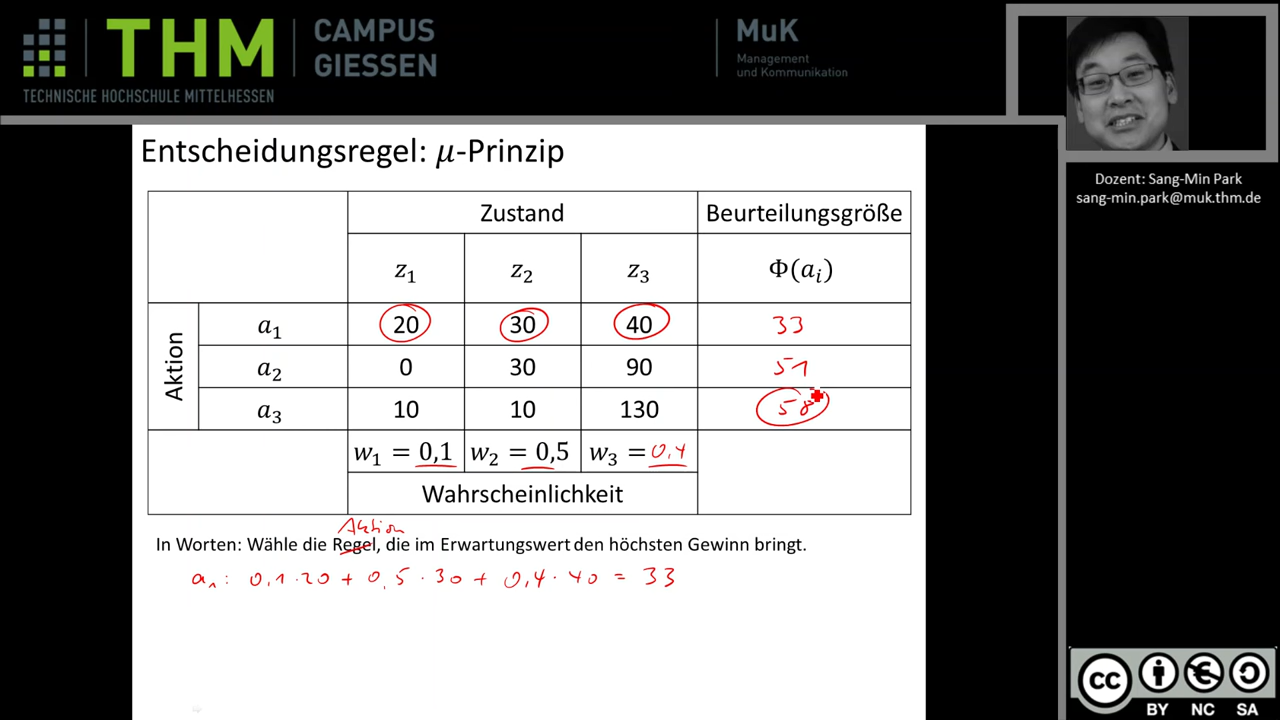 THM
TECHNISCHE HOCHSCHULE MITTELHESSEN
CAMPUS
GIESSEN
MuK
Management
und Kommunikation
Dozent: Sang-Min Park
sang-min.park@muk.thm.de
Entscheidungsregel: μ-Prinzip
Zustand Beurteilungsgröße
z₁ z₂ z₃ Φ(aᵢ)
Aktion
a₁ 20 30 40 33
a₂ 0 30 90 51
a₃ 10 10 130 58
w₁ = 0,1 w₂ = 0,5 w₃ = 0,4
Wahrscheinlichkeit
Aktion
In Worten: Wähle die Regel, die im Erwartungswert den höchsten Gewinn bringt.
a₁: 0,1·20 + 0,5·30 + 0,4·40 = 33
CC BY NC SA